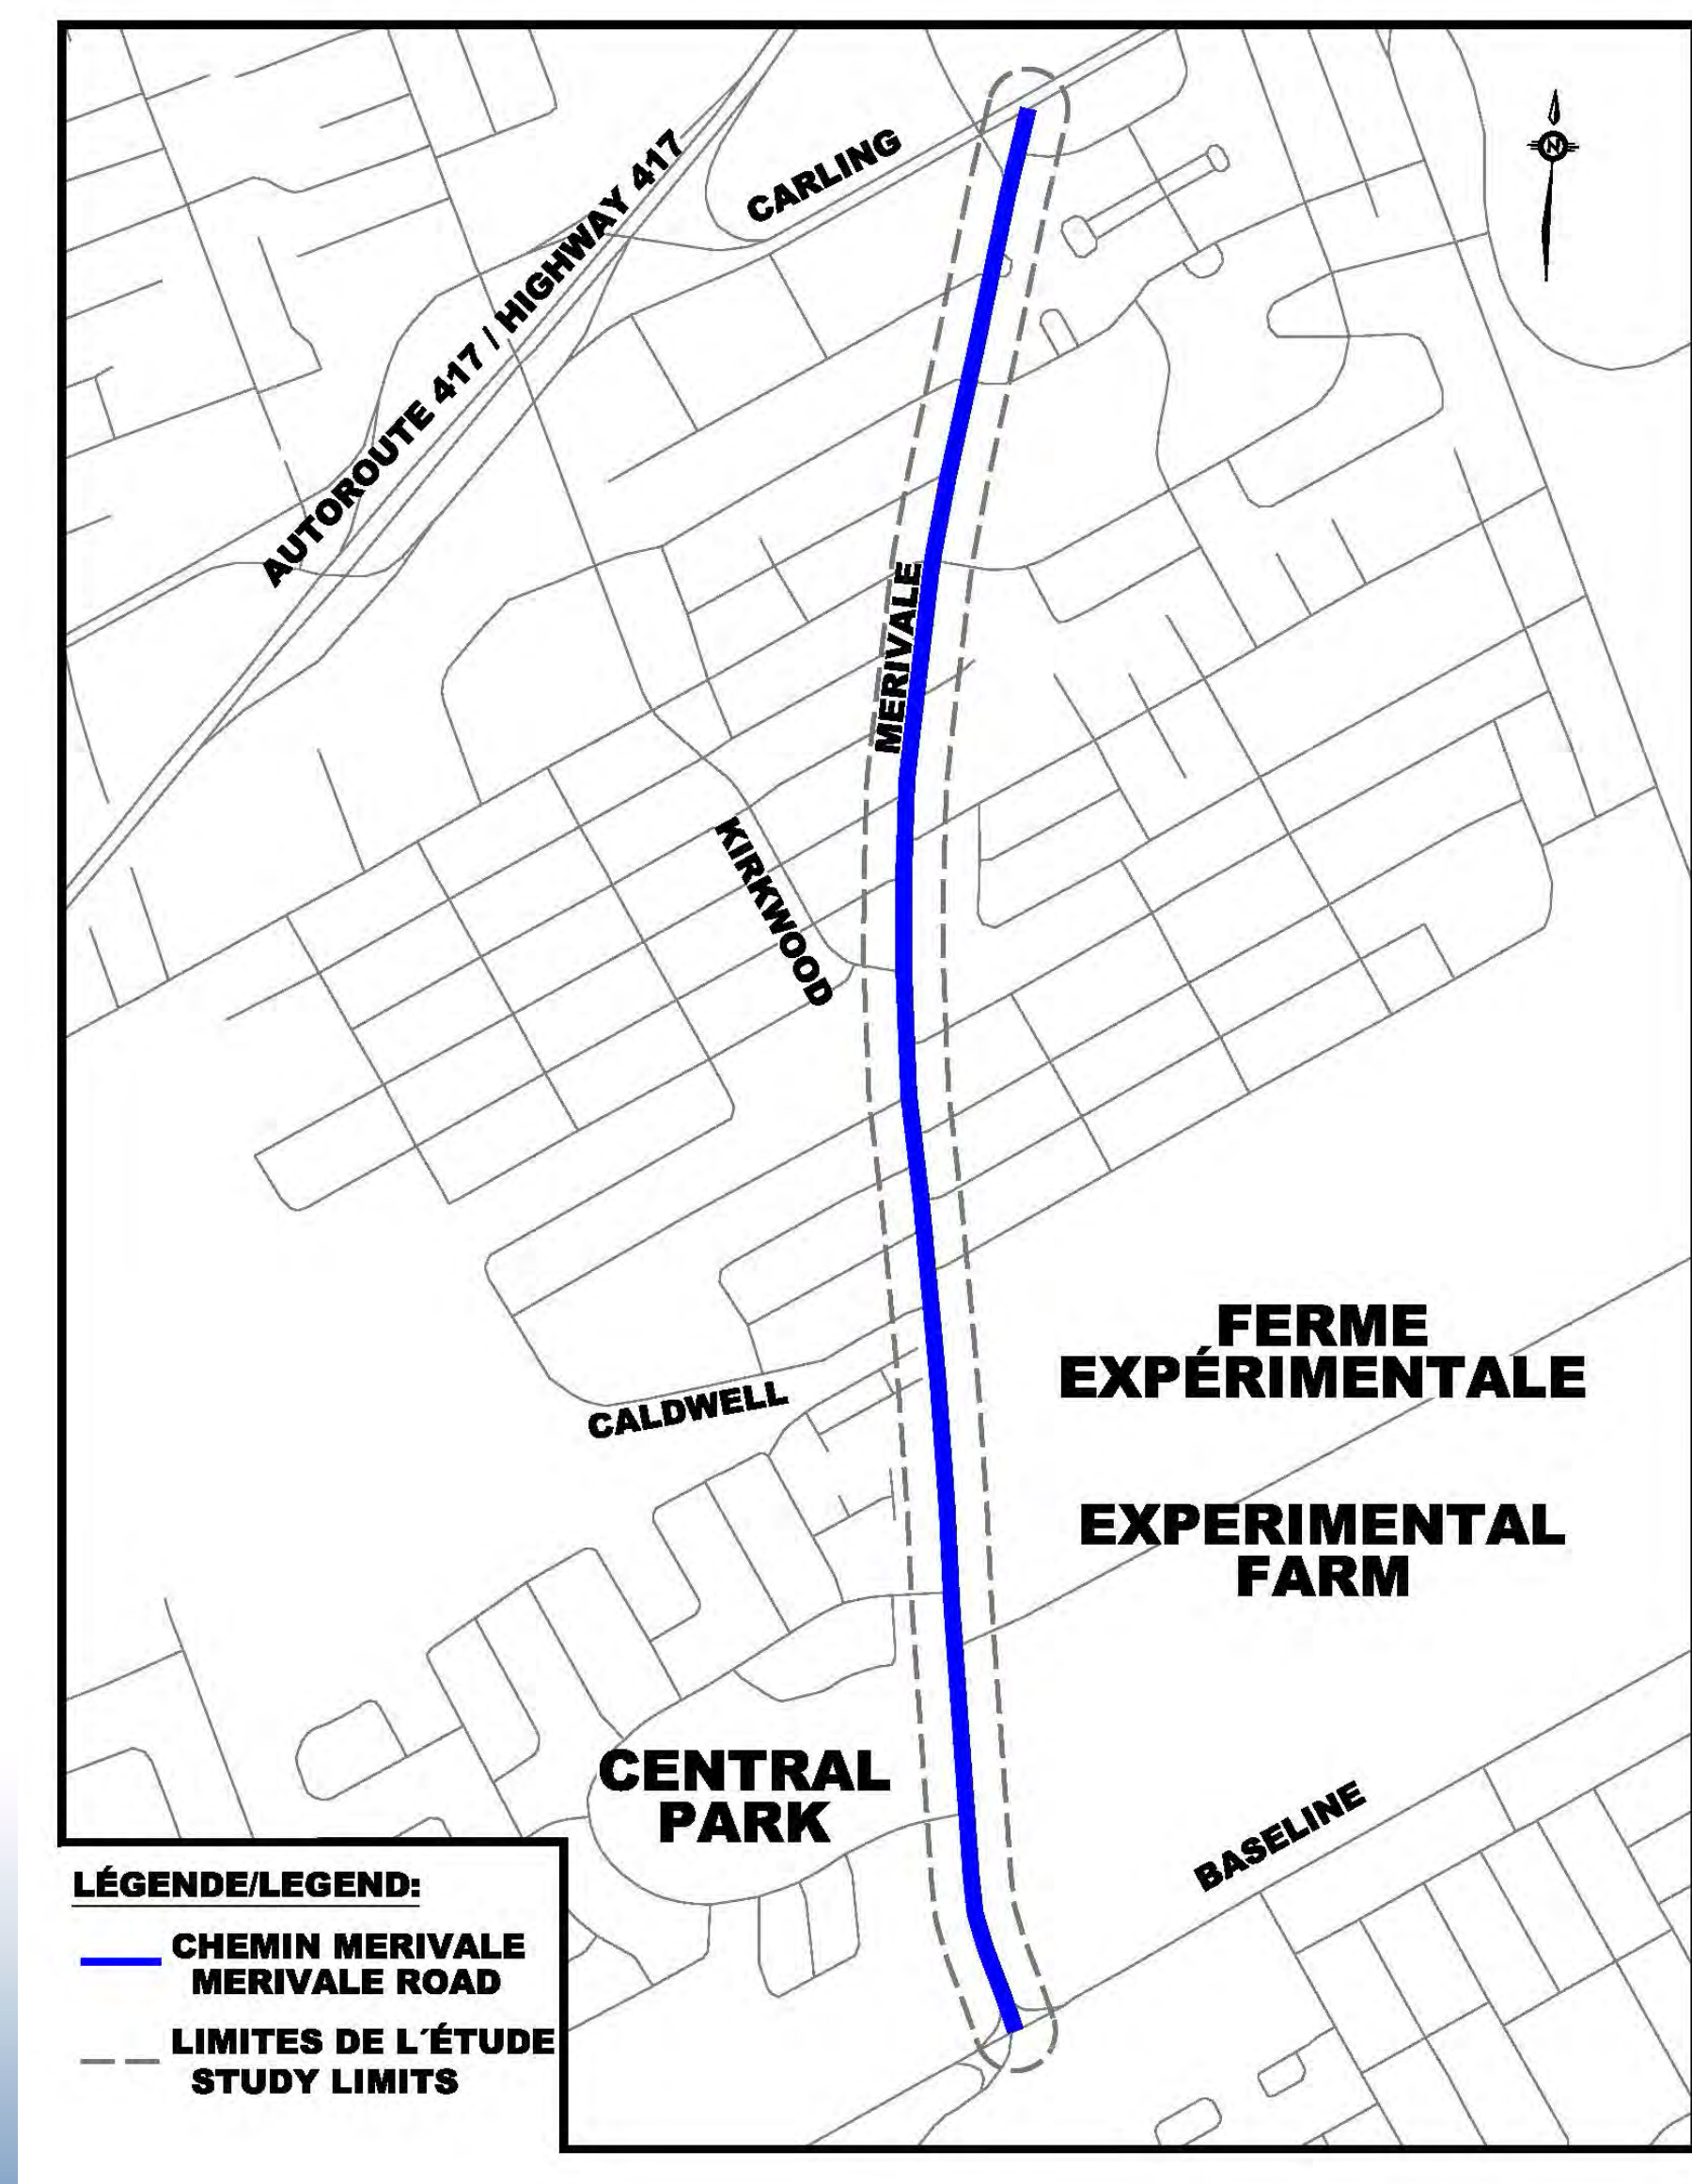 N
CARLING
AUTOROUTE 417 / HIGHWAY 417
MERIVALE
KIRKWOOD
FERME
EXPÉRIMENTALE
CALDWELL
EXPERIMENTAL
FARM
CENTRAL
PARK
BASELINE
LÉGENDE/LEGEND:
CHEMIN MERIVALE
MERIVALE ROAD
LIMITES DE L´ÉTUDE
STUDY LIMITS